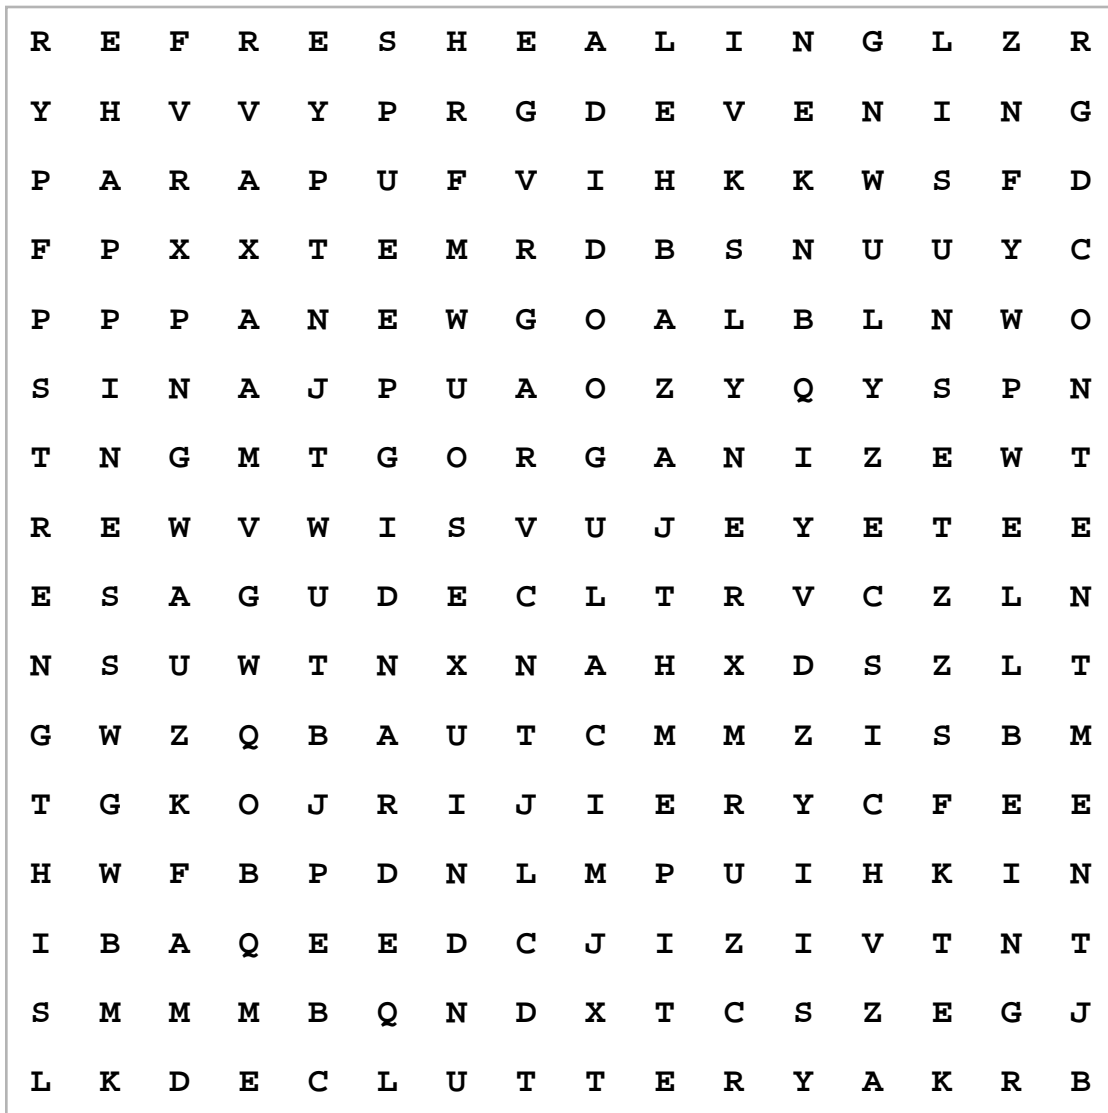 R E F R E S H E A L I N G L Z R
Y H V V Y P R G D E V E N I N G
P A R A P U F V I H K K W S F D
F P X X T E M R D B S N U U Y C
P P P A N E W G O A L B L N W O
S I N A J P U A O Z Y Q Y S P N
T N G M T G O R G A N I Z E W T
R E W V W I S V U J E Y E T E E
E S A G U D E C L T R V C Z L N
N S U W T N X N A H X D S Z L T
G W Z Q B A U T C M M Z I S B M
T G K O J R I J I E R Y C F E E
H W F B P D N L M P U I H K I N
I B A Q E E D C J I Z I V T N T
S M M M B Q N D X T C S Z E G J
L K D E C L U T T E R Y A K R B